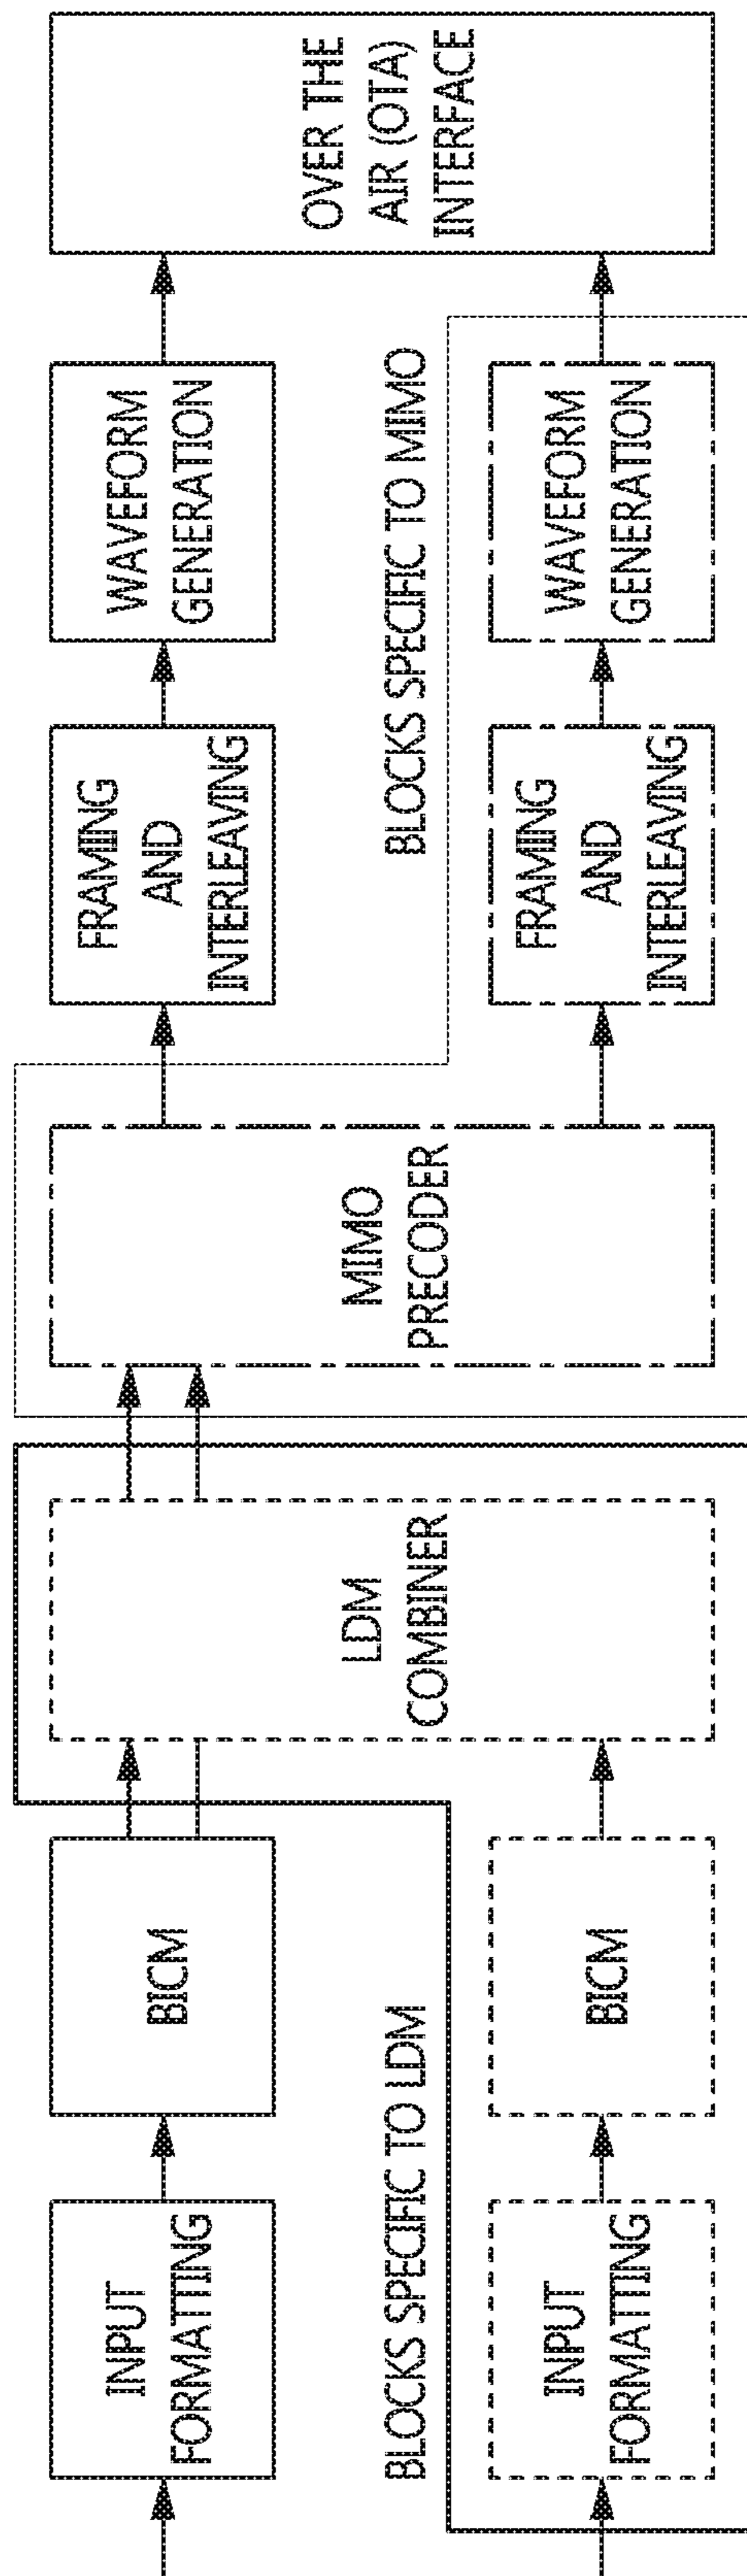 INPUT
FORMATTING
BICM
LDM
COMBINER
MIMO
PRECODER
FRAMING
AND
INTERLEAVING
WAVEFORM
GENERATION
OVER THE
AIR (OTA)
INTERFACE
BLOCKS SPECIFIC TO LDM
BLOCKS SPECIFIC TO MIMO
INPUT
FORMATTING
BICM
FRAMING
AND
INTERLEAVING
WAVEFORM
GENERATION